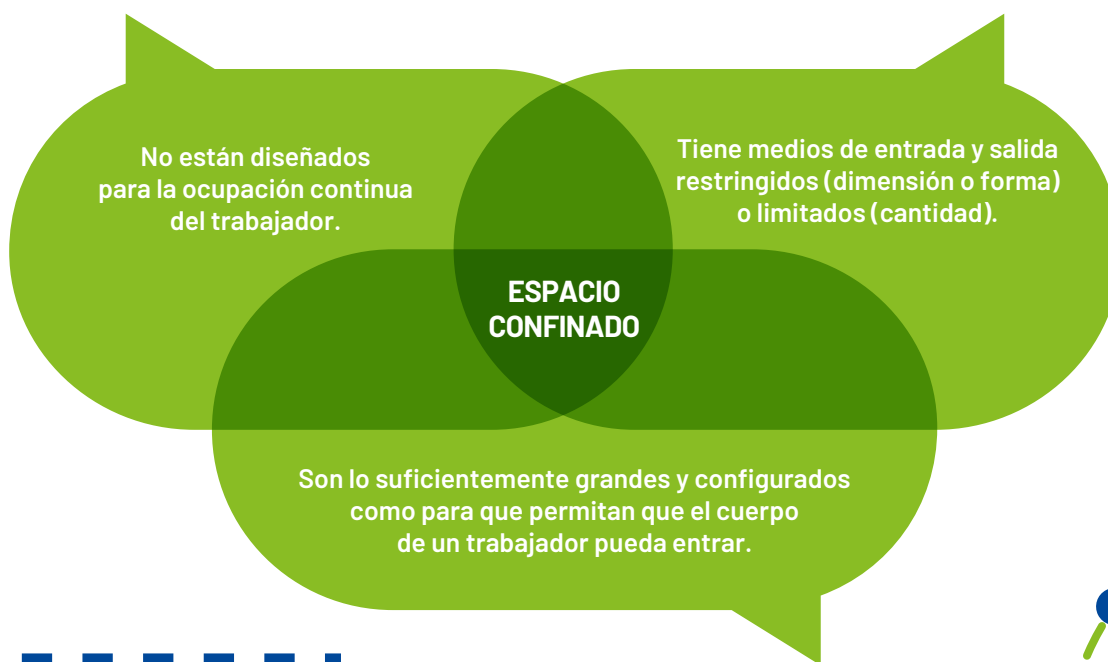 No están diseñados
para la ocupación continua
del trabajador.
Tiene medios de entrada y salida
restringidos (dimensión o forma)
o limitados (cantidad).
ESPACIO
CONFINADO
Son lo suficientemente grandes y configurados
como para que permitan que el cuerpo
de un trabajador pueda entrar.